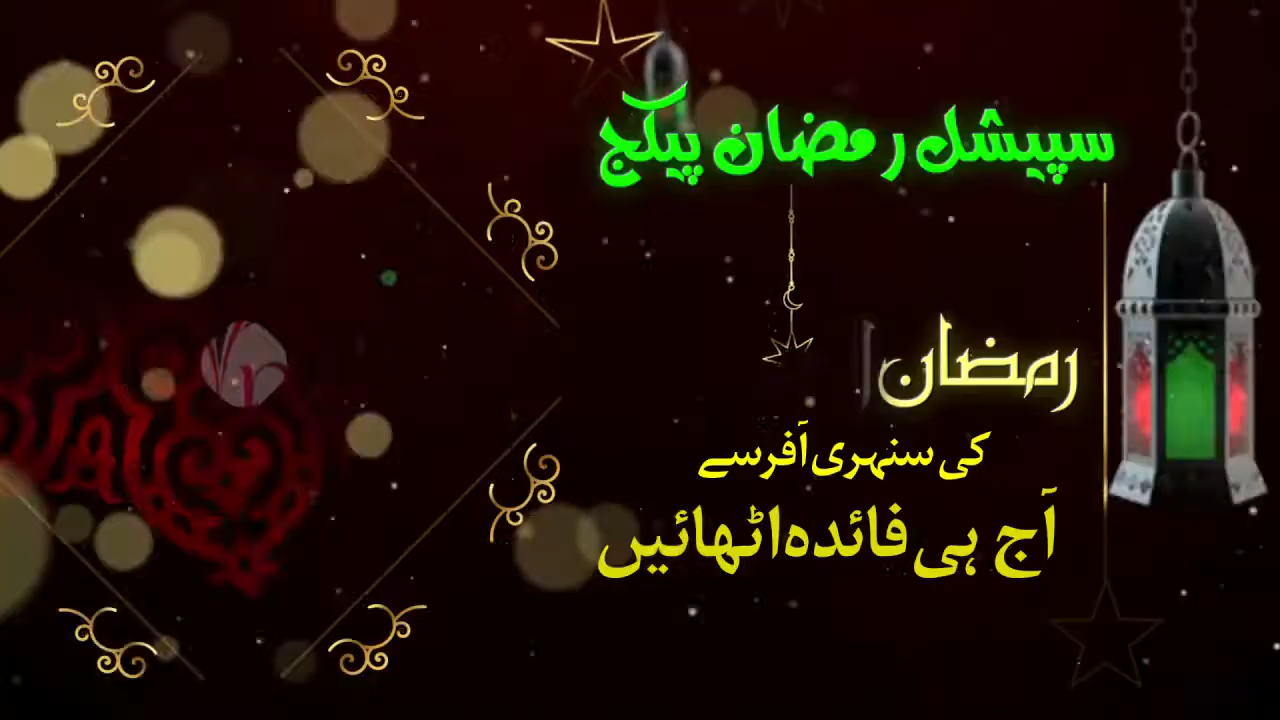 سپیشل رمضان پیکج
رمضان
کی سنہری آفر سے
آج ہی فائدہ اٹھائیں